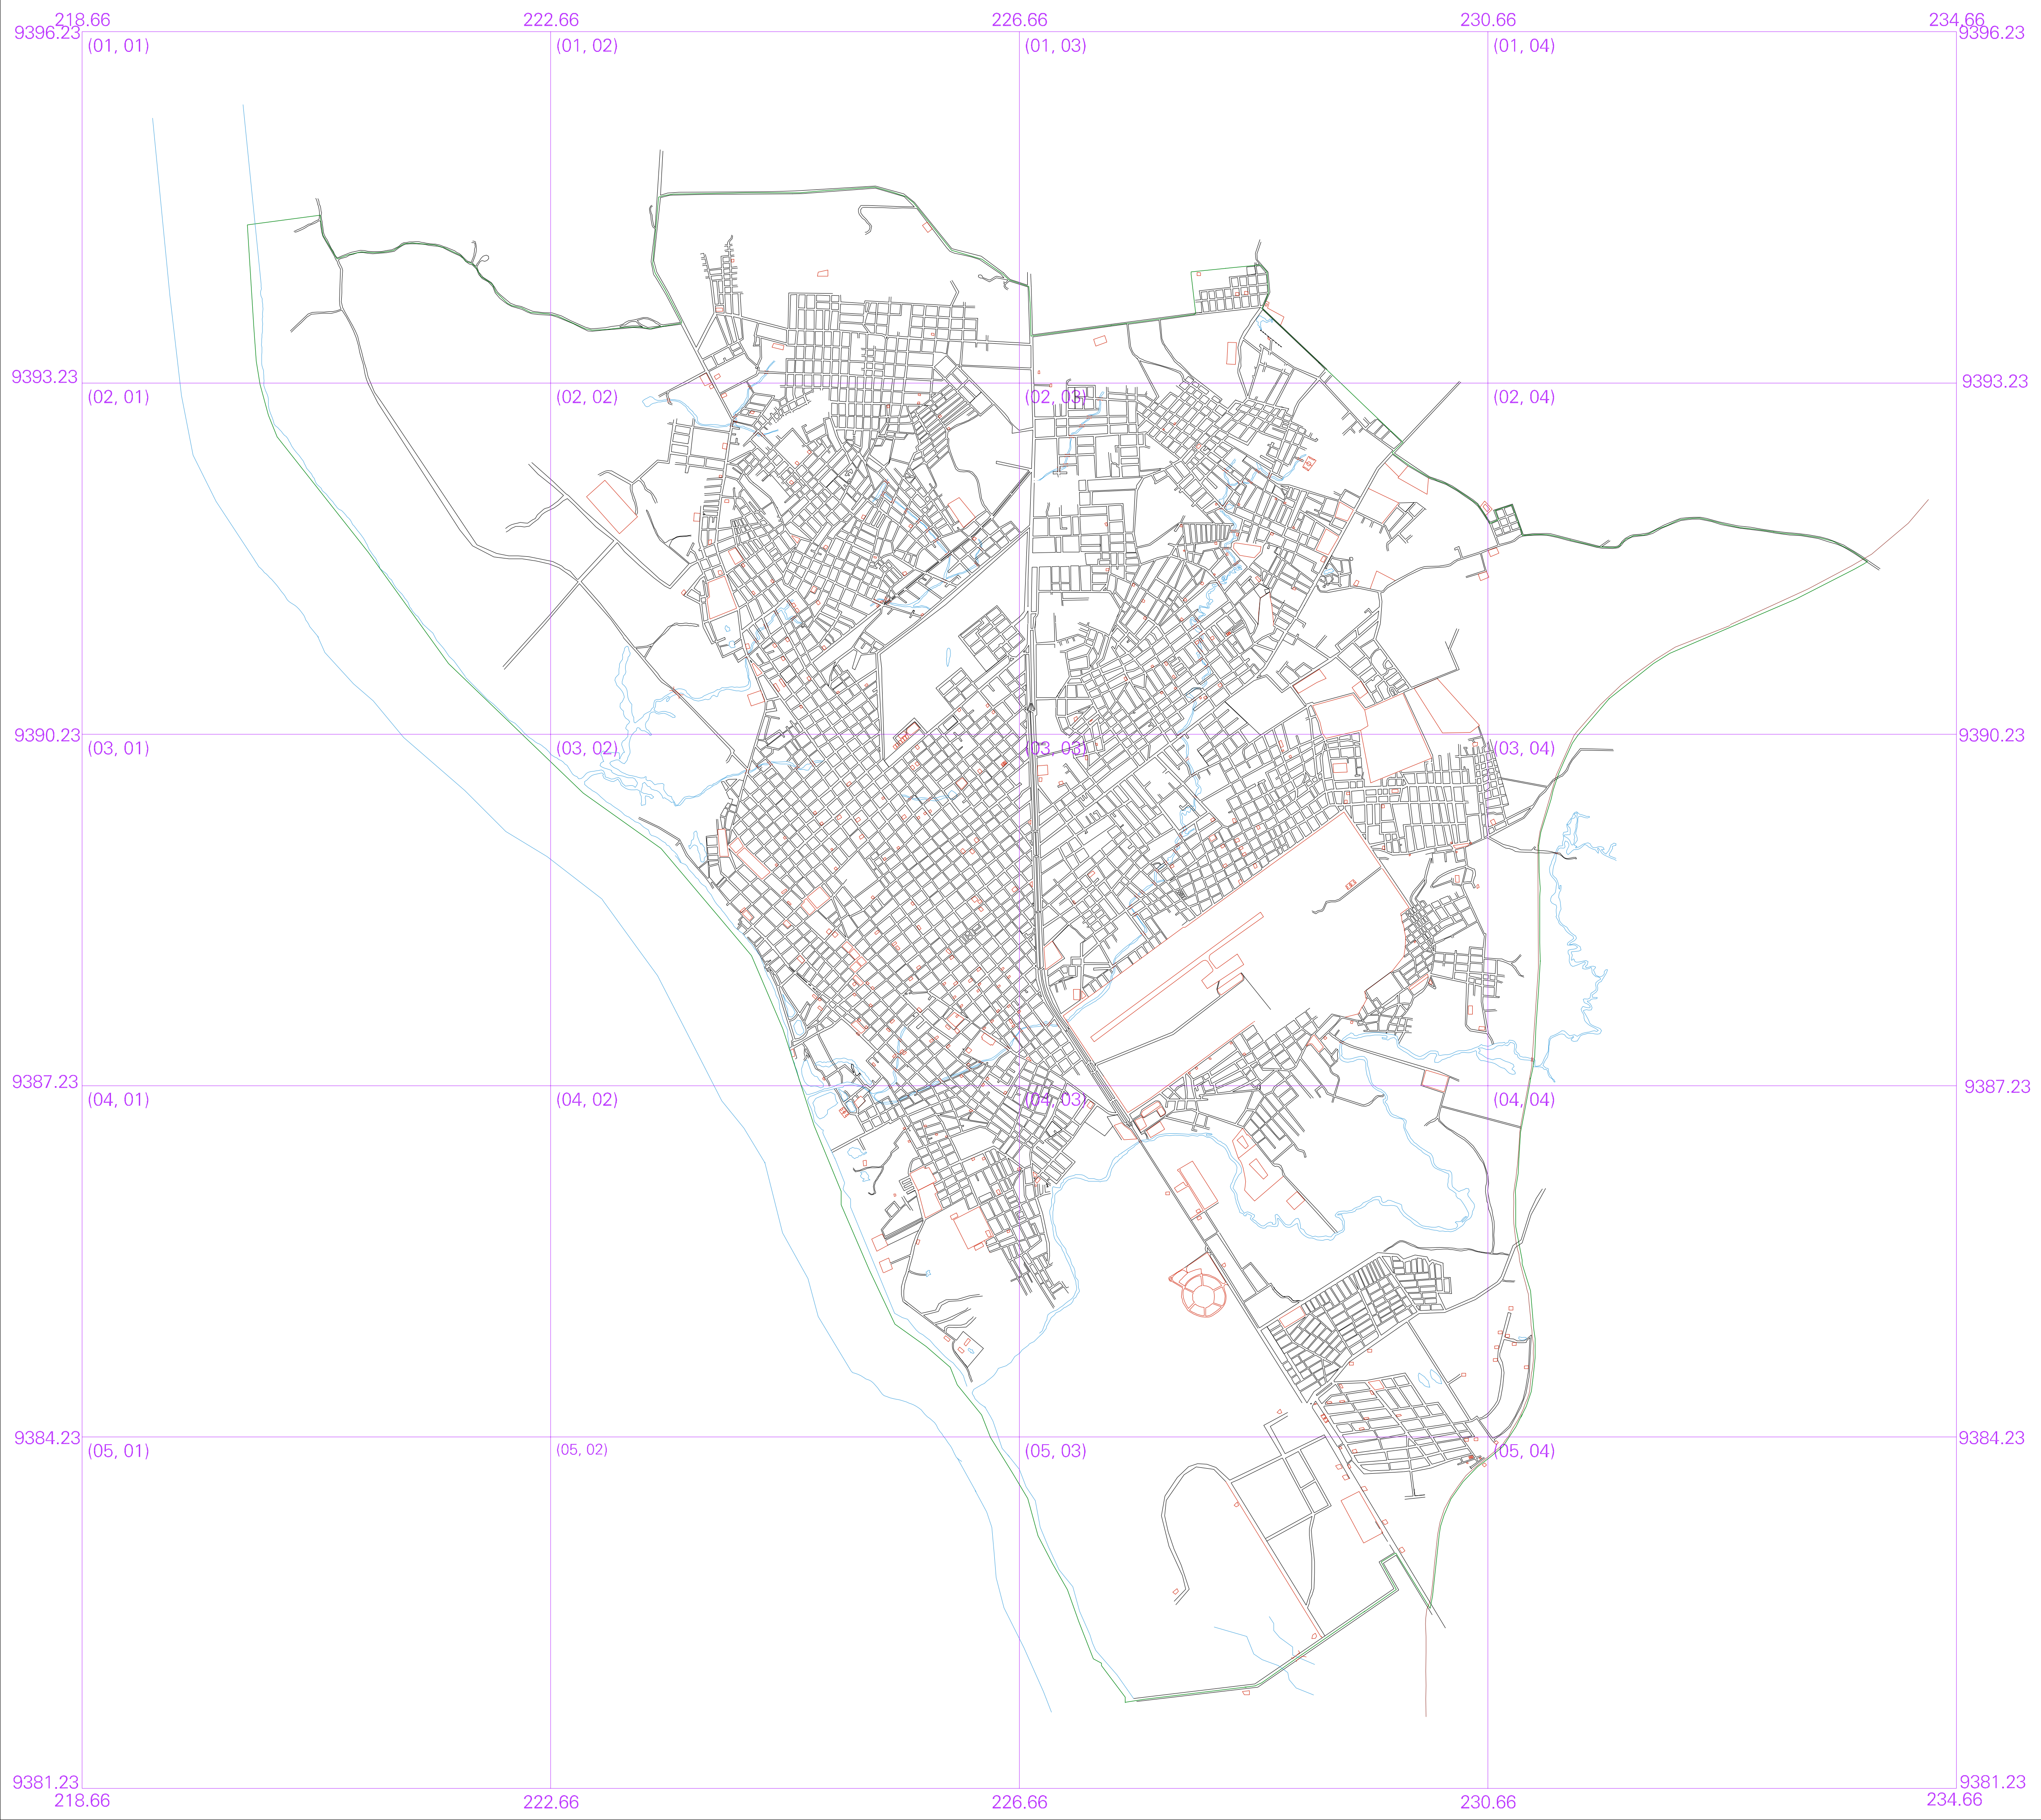 218.66 222.66 226.66 230.66 234.66
9396.23 9396.23
(01, 01) (01, 02) (01, 03) (01, 04)
9393.23 9393.23
(02, 01) (02, 02) (02, 03) (02, 04)
9390.23 9390.23
(03, 01) (03, 02) (03, 03) (03, 04)
9387.23 9387.23
(04, 01) (04, 02) (04, 03) (04, 04)
9384.23 9384.23
(05, 01) (05, 02) (05, 03) (05, 04)
9381.23 9381.23
218.66 222.66 226.66 230.66 234.66